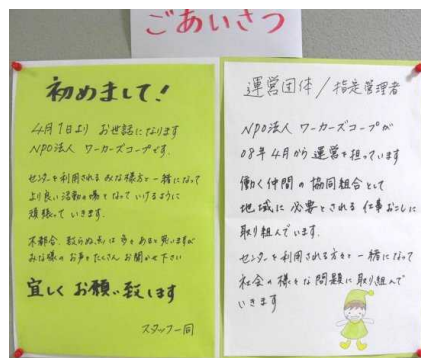 ごあいさつ
初めまして！
4月1日より お世話になります
NPO法人 ワーカーズコープです.
センターを利用される みな様方と 一緒になって
より良い活動の場となって いけるように
頑張って いきます.
不都合、至らぬ点は 多々あると思いますが
みな様の お声をたくさん お聞かせ下さい
宜しく お願い致します
スタッフ一同
運営団体/指定管理者
NPO法人 ワーカーズコープが
08年4月から運営を担っています
働く仲間の協同組合として
地域に必要とされる仕事おこしに
取り組んでいます.
センターを利用される方々と一緒になって
社会の様々な問題に取り組んで
いきます